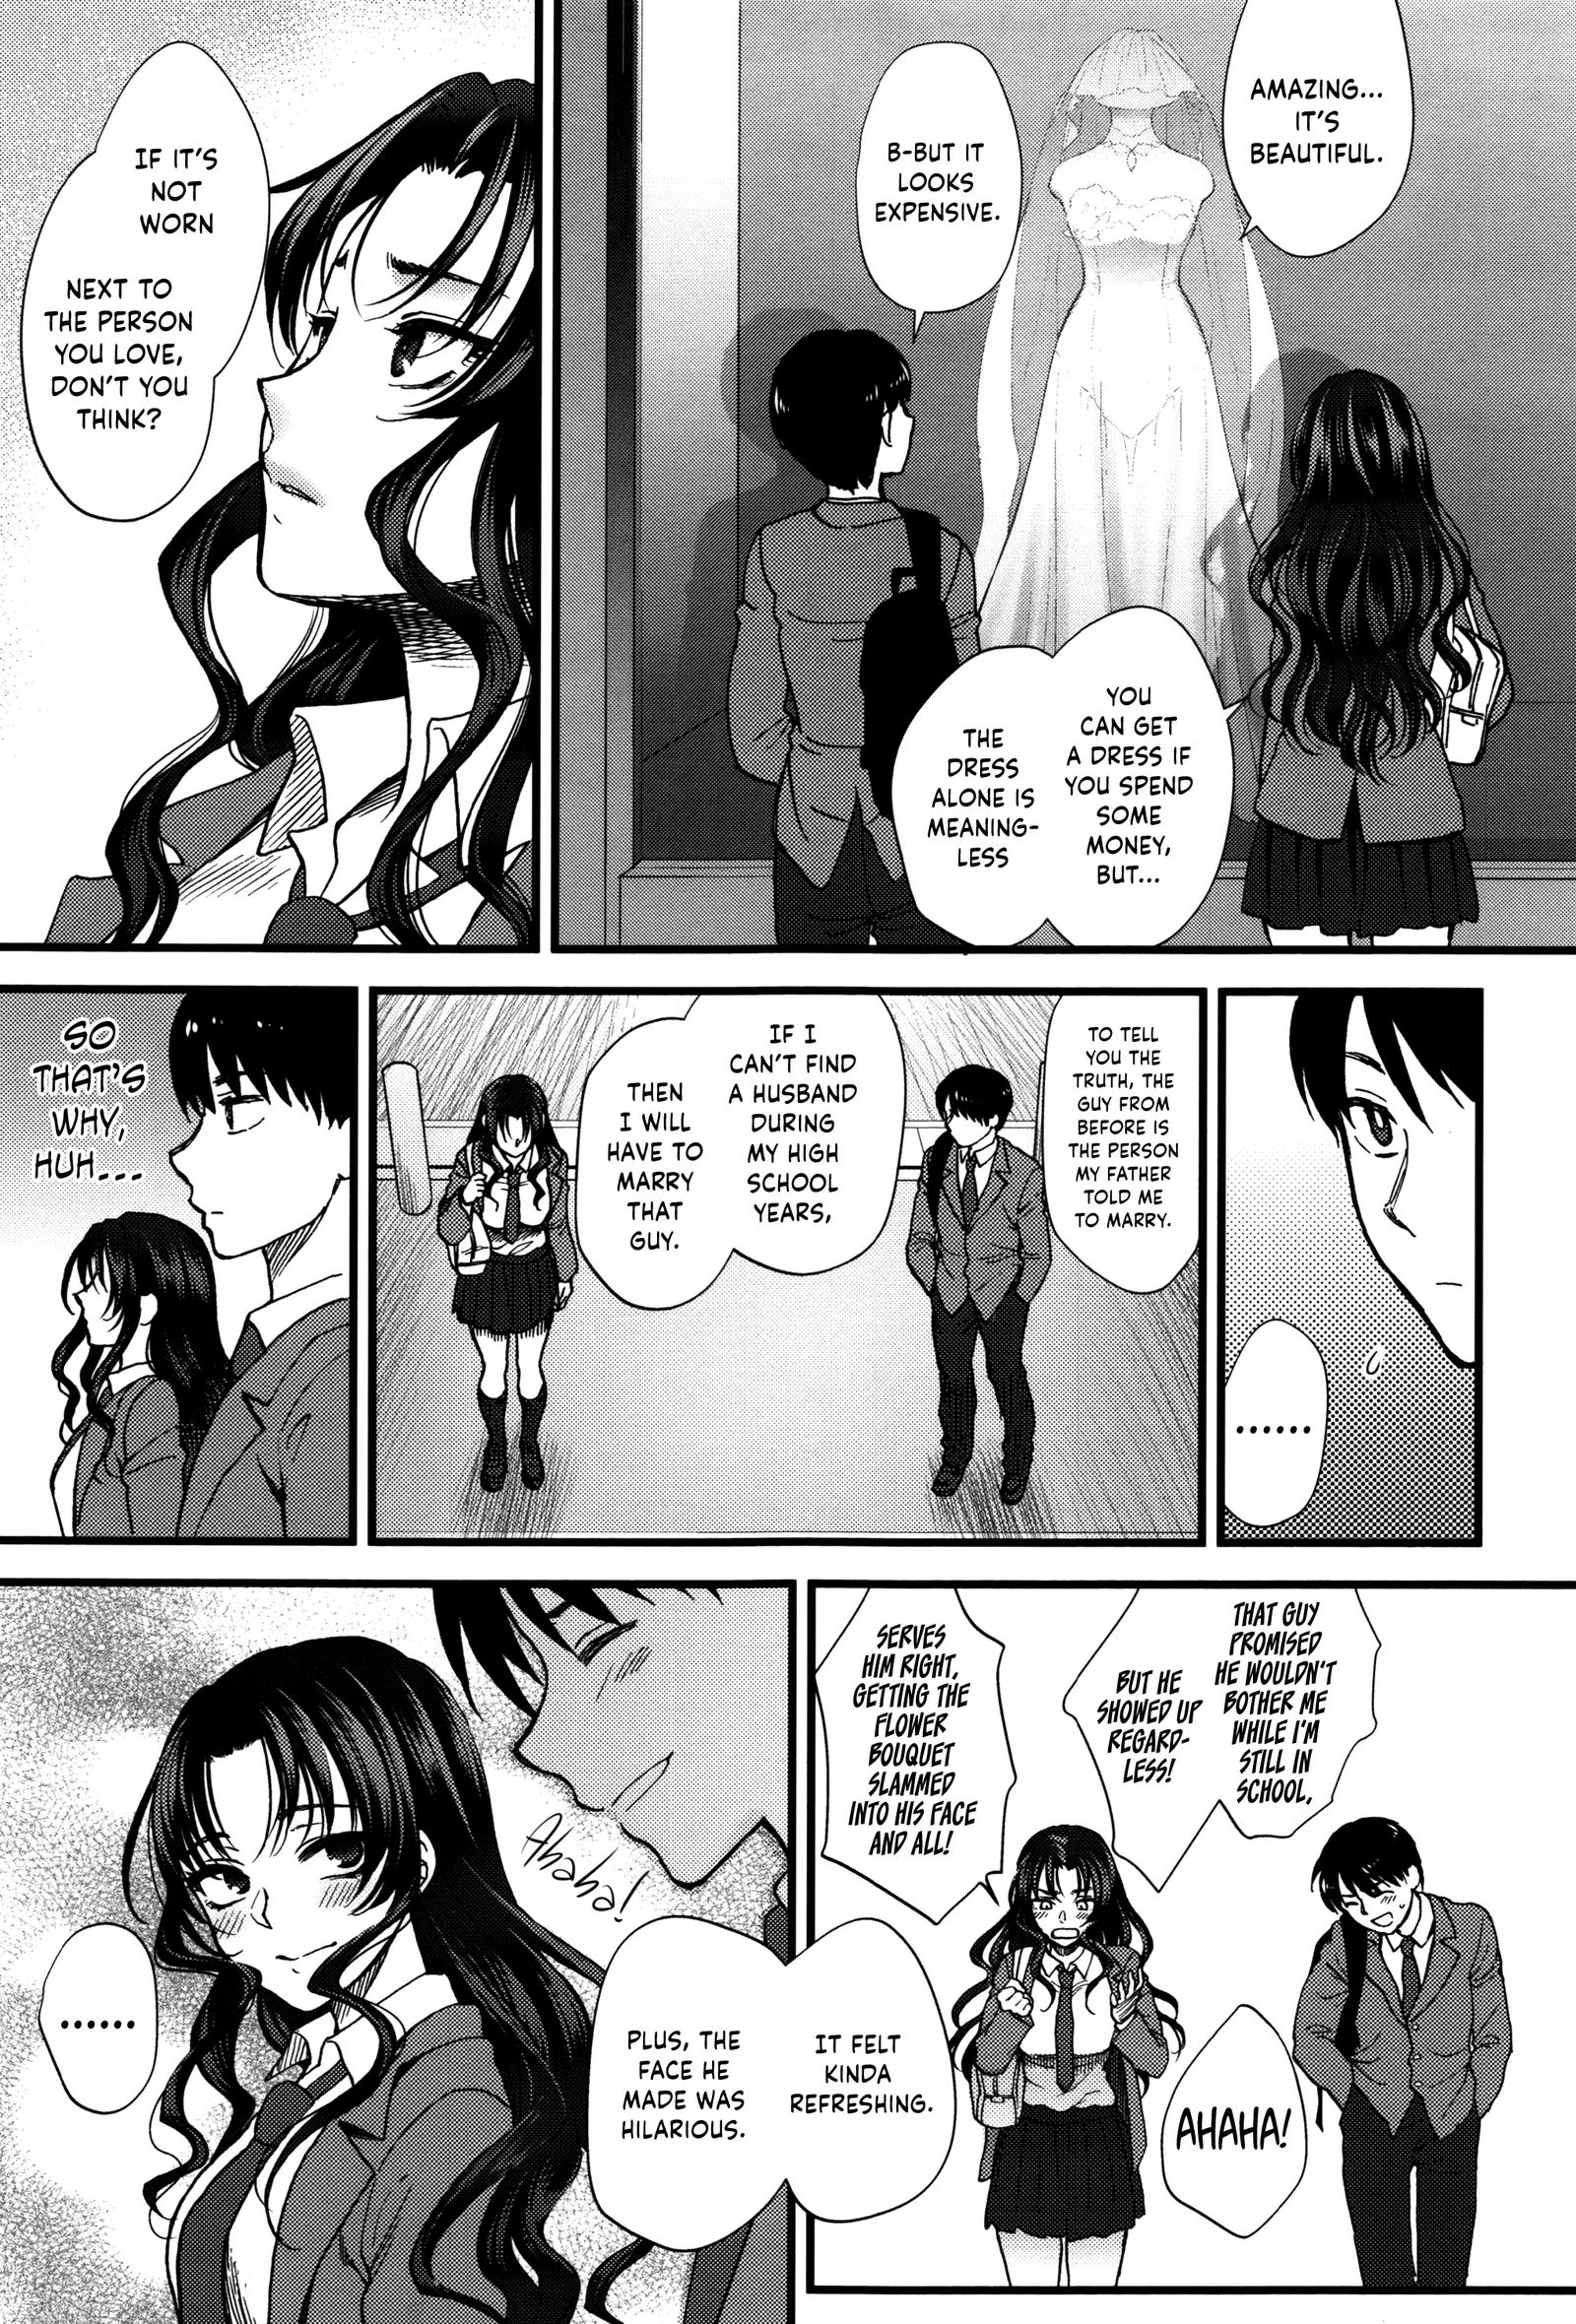 AMAZING...
IT'S
BEAUTIFUL.
B-BUT IT
LOOKS
EXPENSIVE.
YOU
CAN GET
A DRESS IF
YOU SPEND
SOME
MONEY,
BUT...
THE
DRESS
ALONE IS
MEANING-
LESS
IF IT'S
NOT
WORN
NEXT TO
THE PERSON
YOU LOVE,
DON'T YOU
THINK?
......
TO TELL
YOU THE
TRUTH, THE
GUY FROM
BEFORE IS
THE PERSON
MY FATHER
TOLD ME
TO MARRY.
IF I
CAN'T FIND
A HUSBAND
DURING
MY HIGH
SCHOOL
YEARS,
THEN
I WILL
HAVE TO
MARRY
THAT
GUY.
SO
THAT'S
WHY,
HUH...
THAT GUY
PROMISED
HE WOULDN'T
BOTHER ME
WHILE I'M
STILL IN
SCHOOL,
BUT HE
SHOWED UP
REGARD-
LESS!
SERVES
HIM RIGHT,
GETTING THE
FLOWER
BOUQUET
SLAMMED
INTO HIS FACE
AND ALL!
AHAHA!
IT FELT
KINDA
REFRESHING.
PLUS, THE
FACE HE
MADE WAS
HILARIOUS.
Ahaha!
......